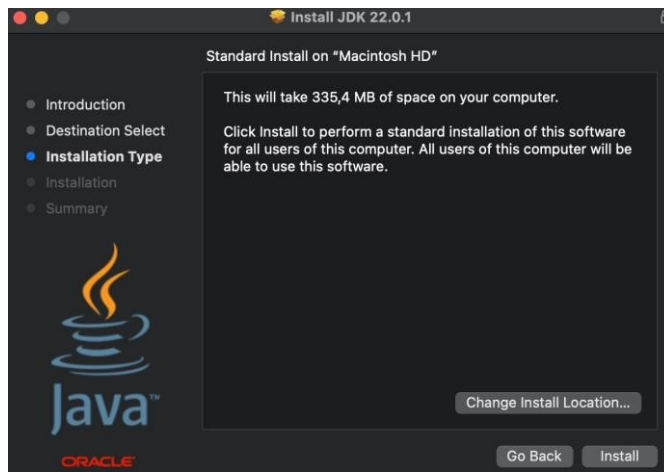 Install JDK 22.0.1
Standard Install on “Macintosh HD”
Introduction
Destination Select
Installation Type
Installation
Summary
This will take 335,4 MB of space on your computer.
Click Install to perform a standard installation of this software
for all users of this computer. All users of this computer will be
able to use this software.
Java™
ORACLE
Change Install Location...
Go Back
Install